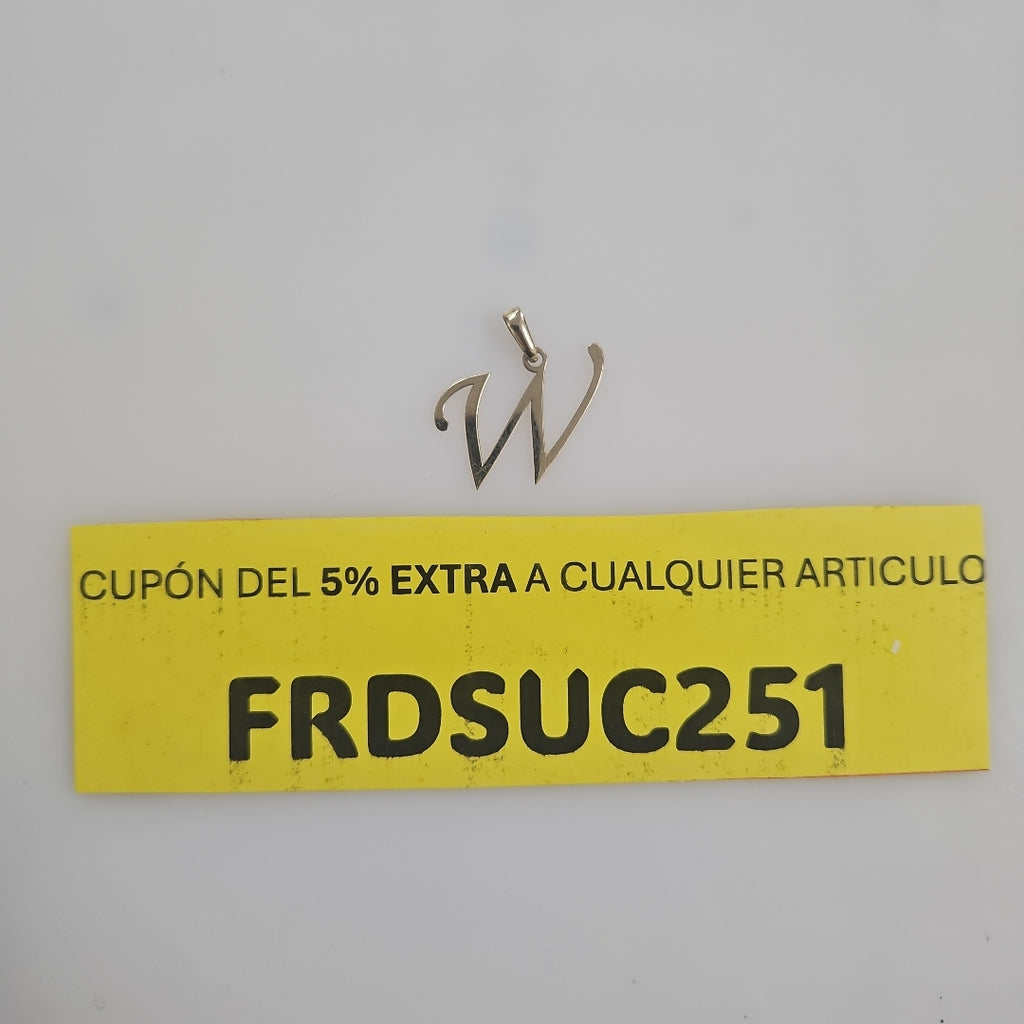 W
CUPÓN DEL 5% EXTRA A CUALQUIER ARTICULO
FRDSUC251